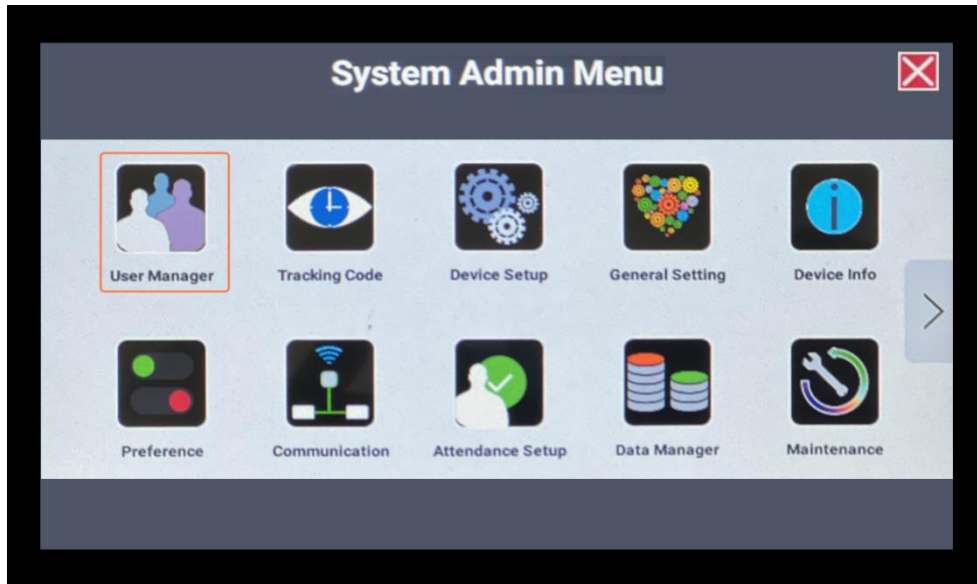 System Admin Menu
User Manager
Tracking Code
Device Setup
General Setting
Device Info
Preference
Communication
Attendance Setup
Data Manager
Maintenance